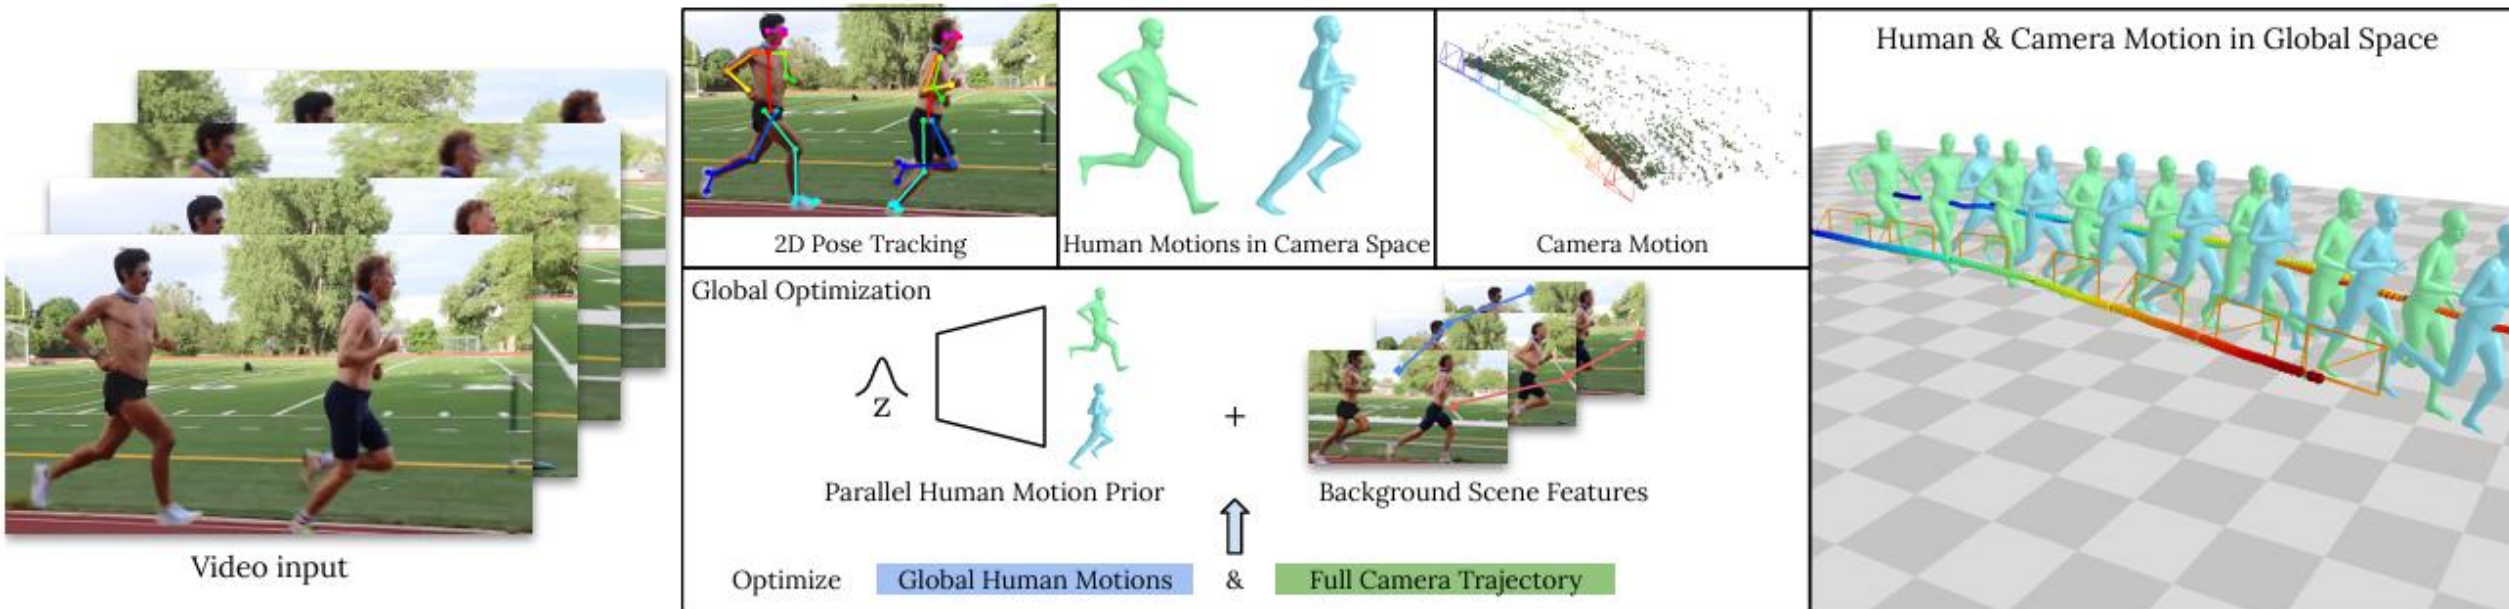 Video input
2D Pose Tracking
Human Motions in Camera Space
Camera Motion
Global Optimization
z
Parallel Human Motion Prior
+
Background Scene Features
Optimize Global Human Motions & Full Camera Trajectory
Human & Camera Motion in Global Space